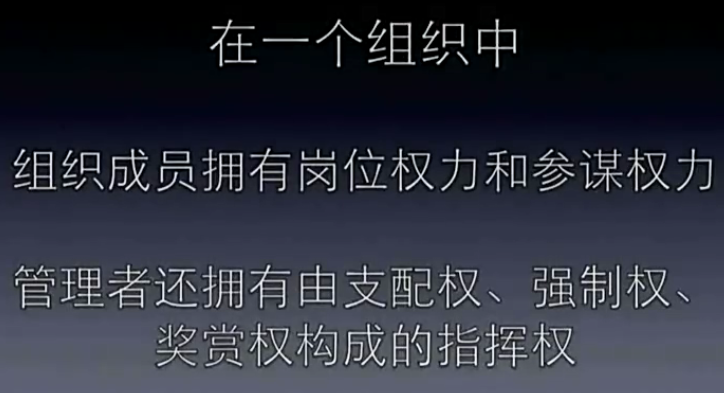 在一个组织中
组织成员拥有岗位权力和参谋权力
管理者还拥有由支配权、强制权、
奖赏权构成的指挥权